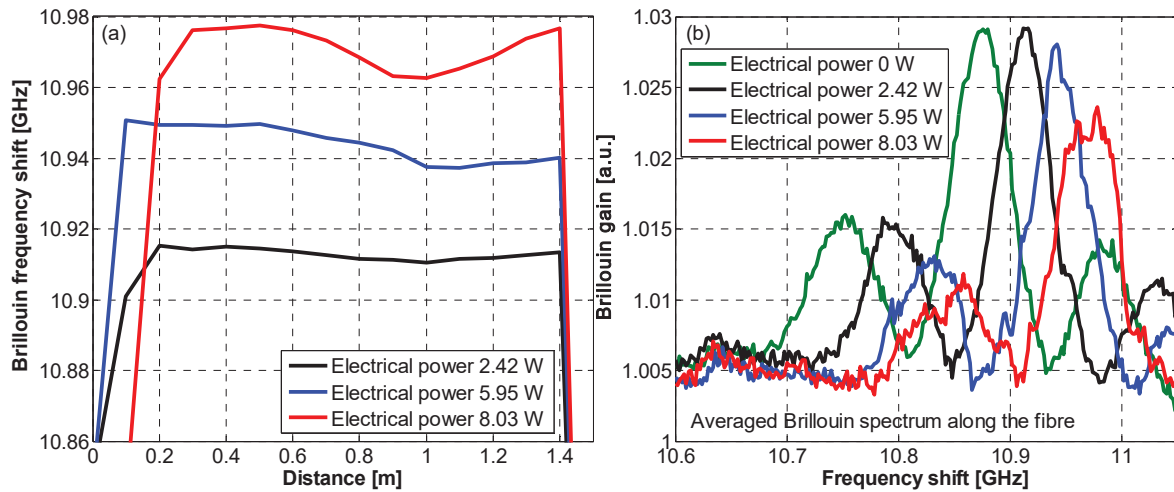 (a)
Brillouin frequency shift [GHz]
10.98
10.96
10.94
10.92
10.9
10.88
10.86
0
0.2
0.4
0.6
0.8
1
1.2
1.4
Distance [m]
Electrical power 2.42 W
Electrical power 5.95 W
Electrical power 8.03 W
(b)
Brillouin gain [a.u.]
1.03
1.025
1.02
1.015
1.01
1.005
1
10.6
10.7
10.8
10.9
11
Frequency shift [GHz]
Electrical power 0 W
Electrical power 2.42 W
Electrical power 5.95 W
Electrical power 8.03 W
Averaged Brillouin spectrum along the fibre